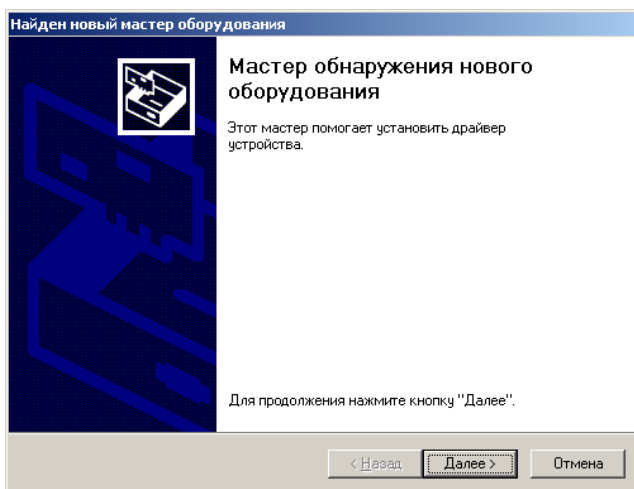 Найден новый мастер оборудования
Мастер обнаружения нового
оборудования
Этот мастер помогает установить драйвер
устройства.
Для продолжения нажмите кнопку "Далее".
< Назад
Далее >
Отмена